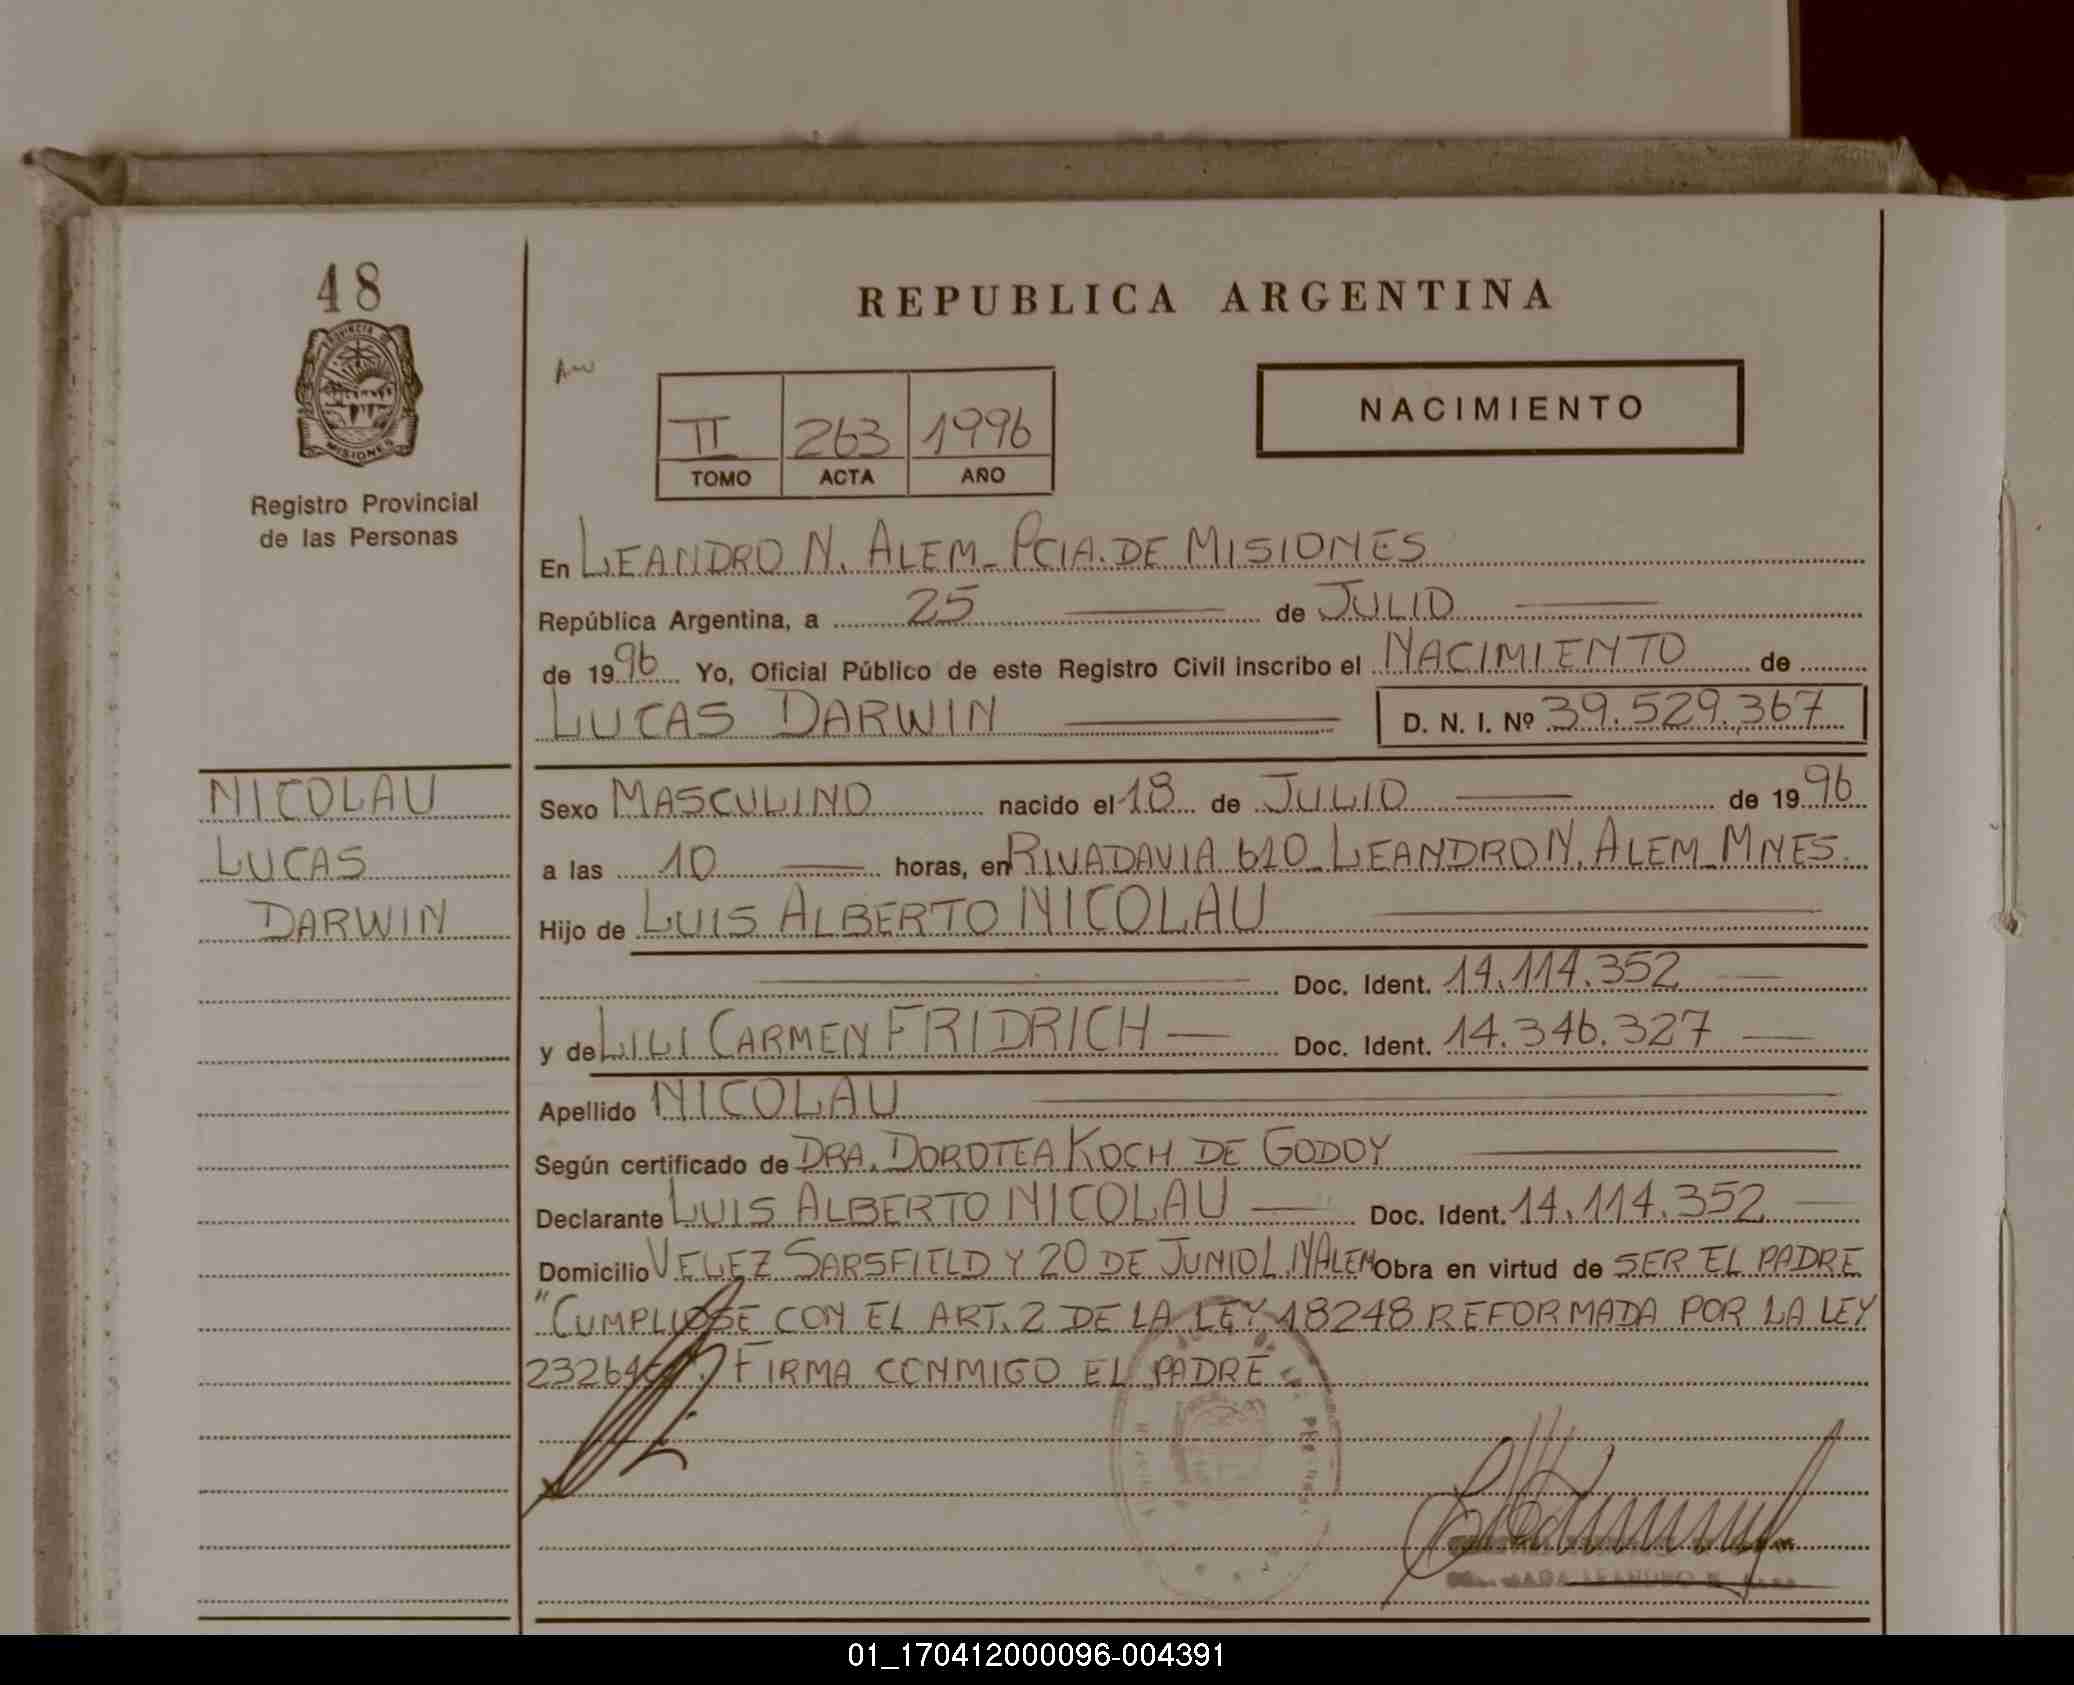 48
PROVINCIA DE
MISIONES
Registro Provincial
de las Personas
REPUBLICA ARGENTINA
II 263 1996
TOMO ACTA AÑO
NACIMIENTO
En LEANDRO N. ALEM_ PCIA. DE MISIONES
República Argentina, a 25 de JULIO
de 1996 Yo, Oficial Público de este Registro Civil inscribo el NACIMIENTO de
LUCAS DARWIN D. N. I. Nº 39.529.367
NICOLAU
LUCAS
DARWIN
Sexo MASCULINO nacido el 18 de JULIO de 1996
a las 10 horas, en RIVADAVIA 610_ LEANDRO N. ALEM_ MNES.
Hijo de LUIS ALBERTO NICOLAU
Doc. Ident. 14.114.352
y de LILI CARMEN FRIDRICH Doc. Ident. 14.346.327
Apellido NICOLAU
Según certificado de DRA. DOROTEA KOCH DE GODOY
Declarante LUIS ALBERTO NICOLAU Doc. Ident. 14.114.352
Domicilio VELEZ SARSFIELD Y 20 DE JUNIO L.N ALEM Obra en virtud de SER EL PADRE
"CUMPLIOSE CON EL ART. 2 DE LA LEY 18248 REFORMADA POR LA LEY
23264". FIRMA CONMIGO EL PADRE
01_170412000096-004391